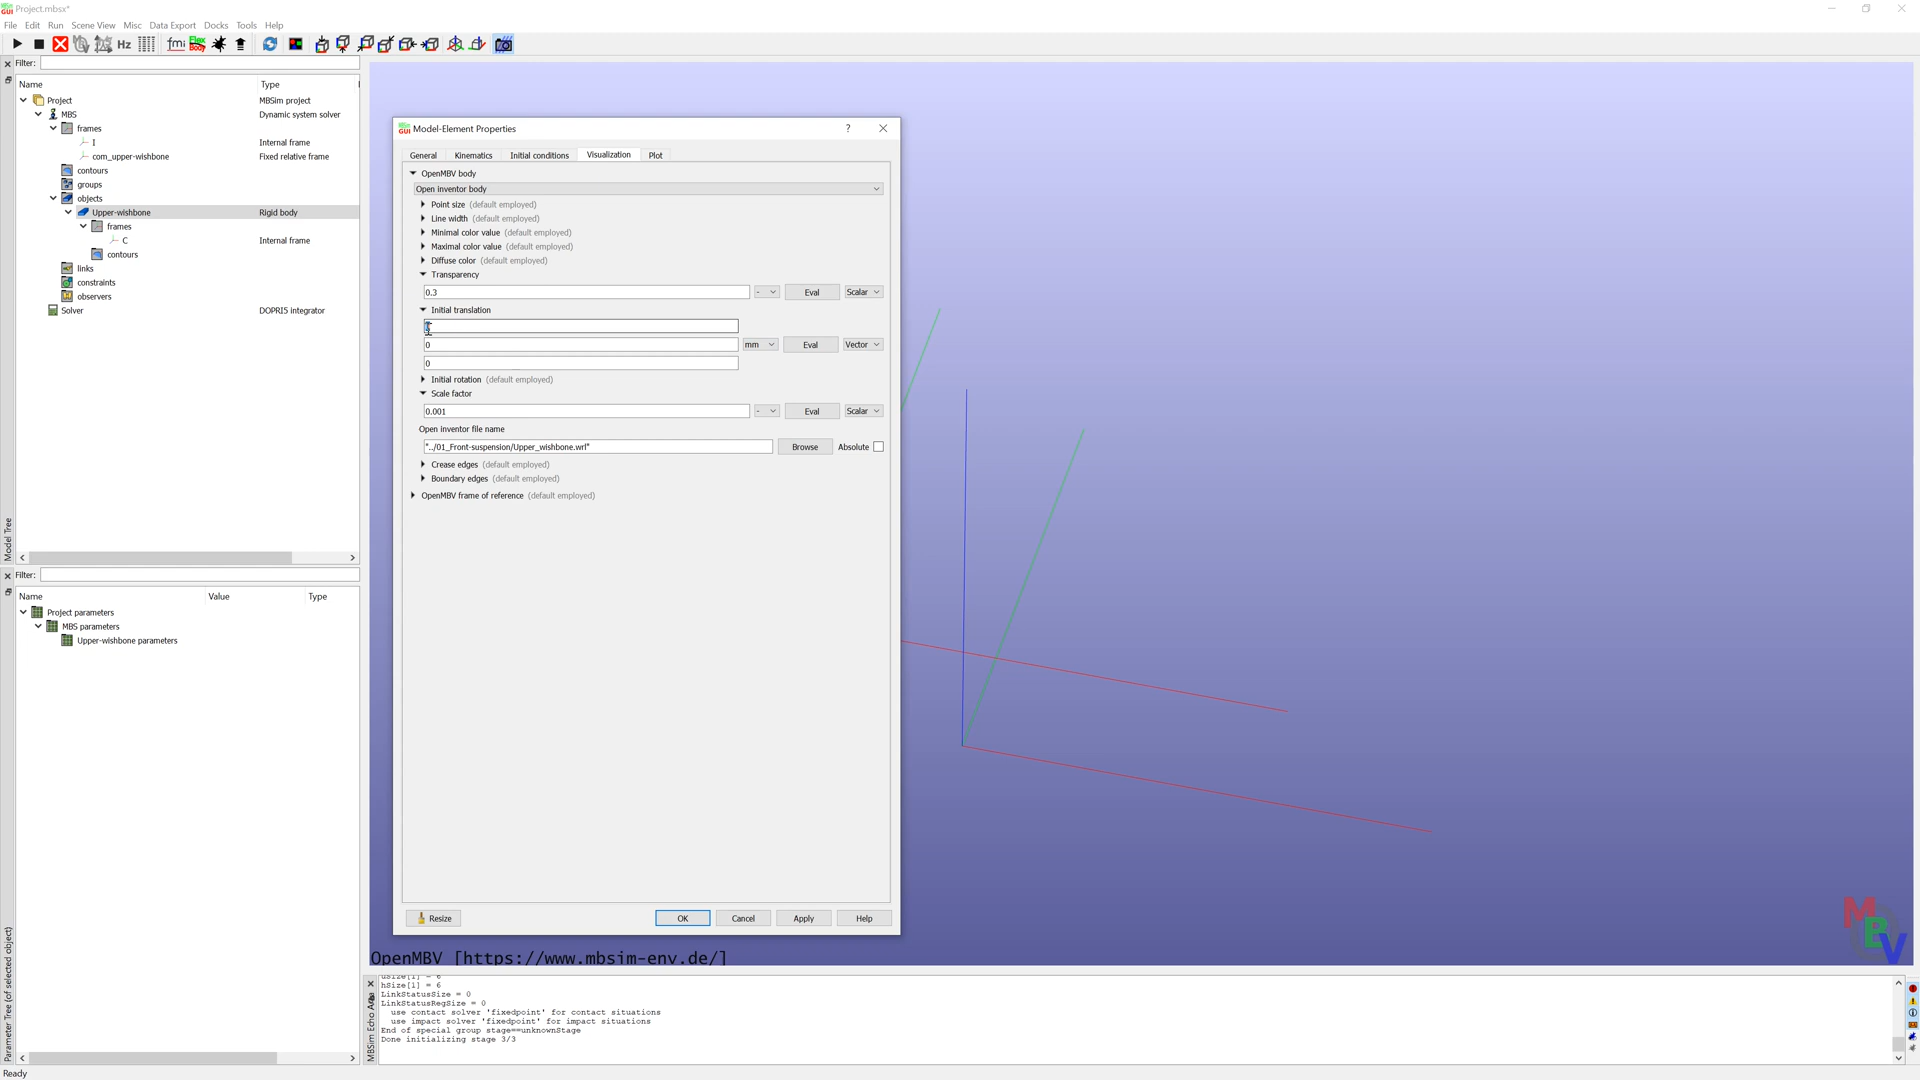 Project.mbsx*
File Edit Run Scene View Misc Data Export Docks Tools Help
Hz fmi Flex Body
Filter:
Name Type
Project MBSim project
MBS Dynamic system solver
frames
I Internal frame
com_upper-wishbone Fixed relative frame
contours
groups
objects
Upper-wishbone Rigid body
frames
C Internal frame
contours
links
constraints
observers
Solver DOPRI5 integrator
Model Tree
Filter:
Name Value Type
Project parameters
MBS parameters
Upper-wishbone parameters
Parameter Tree (of selected object)
GUI Model-Element Properties ?
General Kinematics Initial conditions Visualization Plot
OpenMBV body
Open inventor body
Point size (default employed)
Line width (default employed)
Minimal color value (default employed)
Maximal color value (default employed)
Diffuse color (default employed)
Transparency
0.3 - Eval Scalar
Initial translation
0 mm Eval Vector
0
Initial rotation (default employed)
Scale factor
0.001 - Eval Scalar
Open inventor file name
"../01_Front-suspension/Upper_wishbone.wrl" Browse Absolute
Crease edges (default employed)
Boundary edges (default employed)
OpenMBV frame of reference (default employed)
Resize OK Cancel Apply Help
MBV
OpenMBV [https://www.mbsim-env.de/]
MBSim Echo Area
uSize[1] = 6
hSize[1] = 6
LinkStatusSize = 0
LinkStatusRegSize = 0
use contact solver 'fixedpoint' for contact situations
use impact solver 'fixedpoint' for impact situations
End of special group stage==unknownStage
Done initializing stage 3/3
Ready